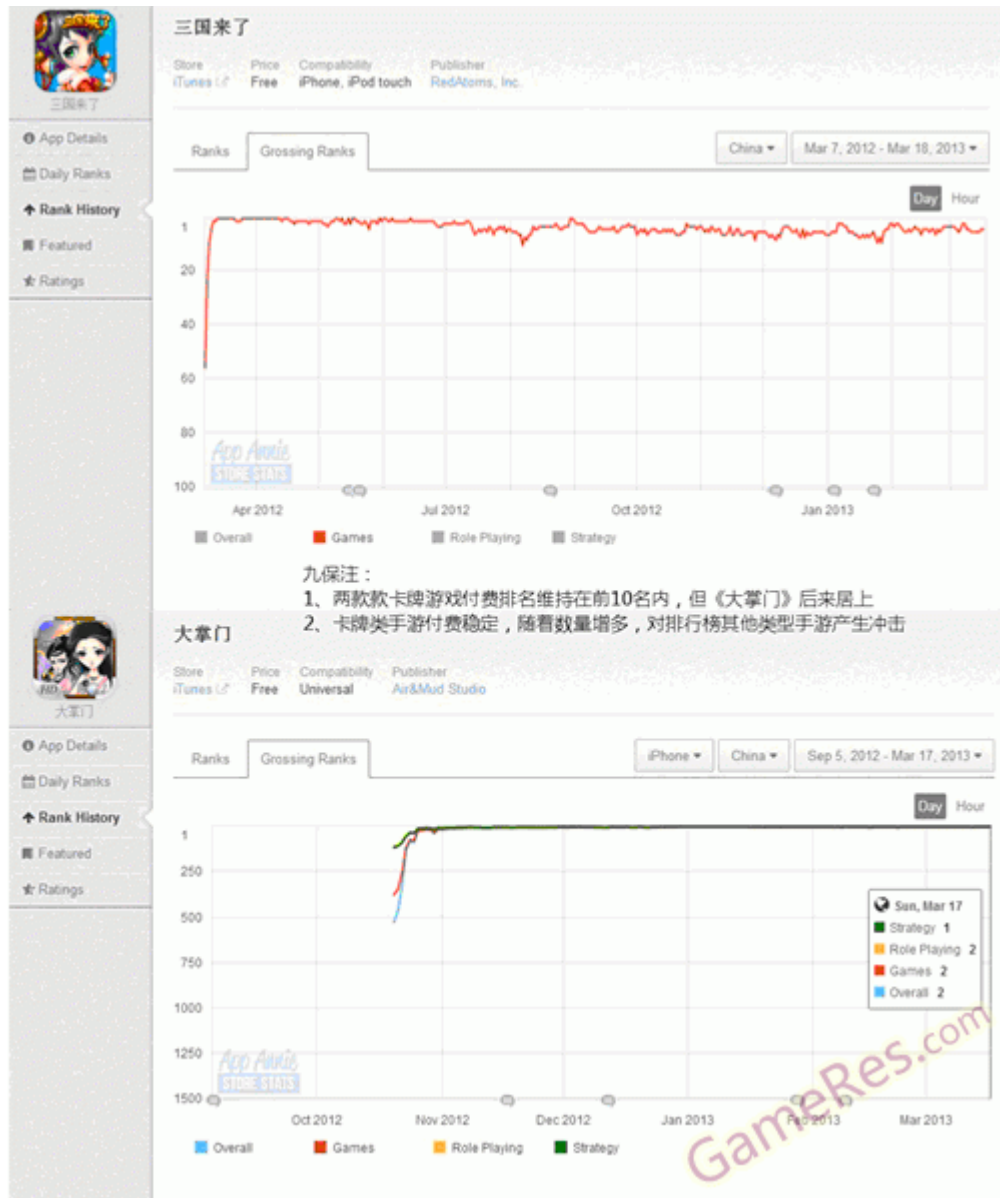 三国来了
Store Price Compatibility Publisher
iTunes Free iPhone, iPod touch RedAtoms, Inc.
三国来了
App Details
Daily Ranks
Rank History
Featured
Ratings
Ranks Grossing Ranks China Mar 7, 2012 - Mar 18, 2013
Day Hour
1
20
40
60
80
100
App Annie
STORE STATS
Apr 2012 Jul 2012 Oct 2012 Jan 2013
Overall Games Role Playing Strategy
九保注：
1、两款款卡牌游戏付费排名维持在前10名内，但《大掌门》后来居上
2、卡牌类手游付费稳定，随着数量增多，对排行榜其他类型手游产生冲击
大掌门
Store Price Compatibility Publisher
iTunes Free Universal Air&Mud Studio
HD
大掌门
App Details
Daily Ranks
Rank History
Featured
Ratings
Ranks Grossing Ranks iPhone China Sep 5, 2012 - Mar 17, 2013
Day Hour
1
250
500
750
1000
1250
1500
Sun, Mar 17
Strategy 1
Role Playing 2
Games 2
Overall 2
App Annie
STORE STATS
Oct 2012 Nov 2012 Dec 2012 Jan 2013 Feb 2013 Mar 2013
Overall Games Role Playing Strategy
GameRes.com